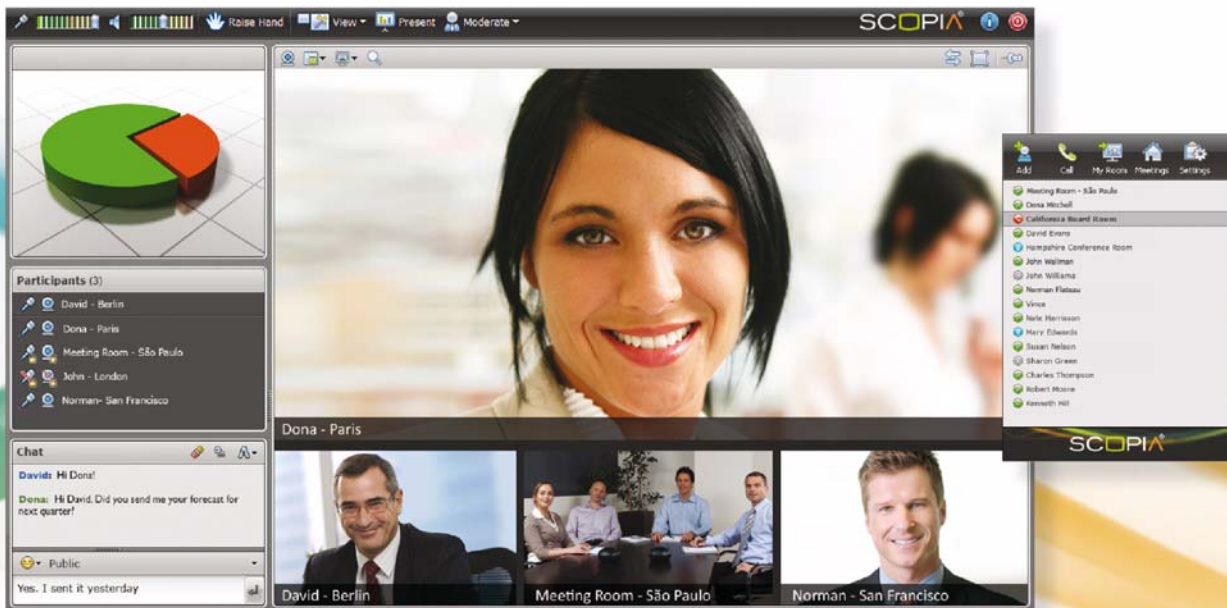 Raise Hand View Present Moderate SCOPIA
Participants (3)
David - Berlin
Dona - Paris
Meeting Room - São Paulo
John - London
Norman- San Francisco
Chat
David: Hi Dona!
Dona: Hi David. Did you send me your forecast for
next quarter?
Public
Yes. I sent it yesterday
Dona - Paris
David - Berlin
Meeting Room - São Paulo
Norman - San Francisco
Add Call My Room Meetings Settings
Meeting Room - São Paulo
Dona Mitchell
California Board Room
David Evans
Hampshire Conference Room
John Wallman
John Williams
Norman Flateau
Vince
Nele Harrisson
Mary Edwards
Susan Nelson
Sharon Green
Charles Thompson
Robert Moore
Kenneth Hill
SCOPIA